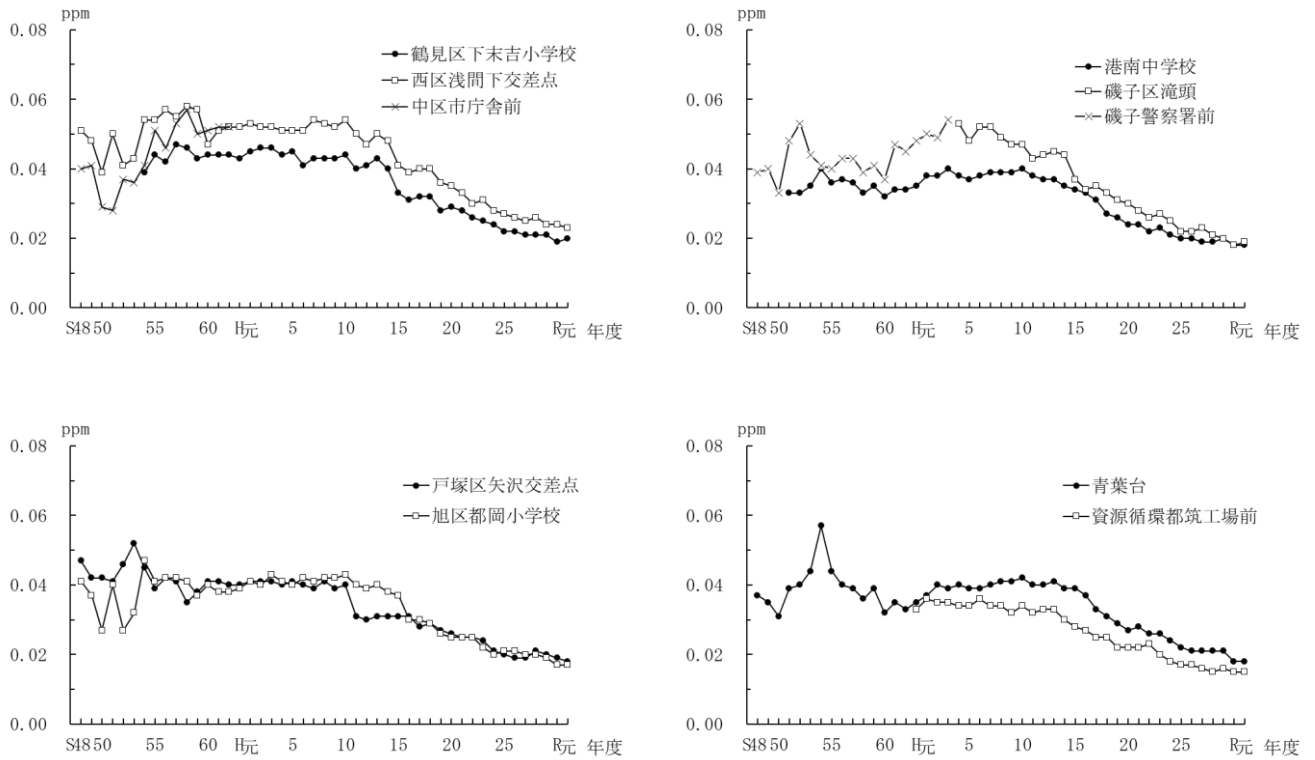 ppm
0.08
0.06
0.04
0.02
0.00
鶴見区下末吉小学校
西区浅間下交差点
中区市庁舎前
S48 50 55 60 H元 5 10 15 20 25 R元 年度
ppm
0.08
0.06
0.04
0.02
0.00
港南中学校
磯子区滝頭
磯子警察署前
S48 50 55 60 H元 5 10 15 20 25 R元 年度
ppm
0.08
0.06
0.04
0.02
0.00
戸塚区矢沢交差点
旭区都岡小学校
S48 50 55 60 H元 5 10 15 20 25 R元 年度
ppm
0.08
0.06
0.04
0.02
0.00
青葉台
資源循環都筑工場前
S48 50 55 60 H元 5 10 15 20 25 R元 年度